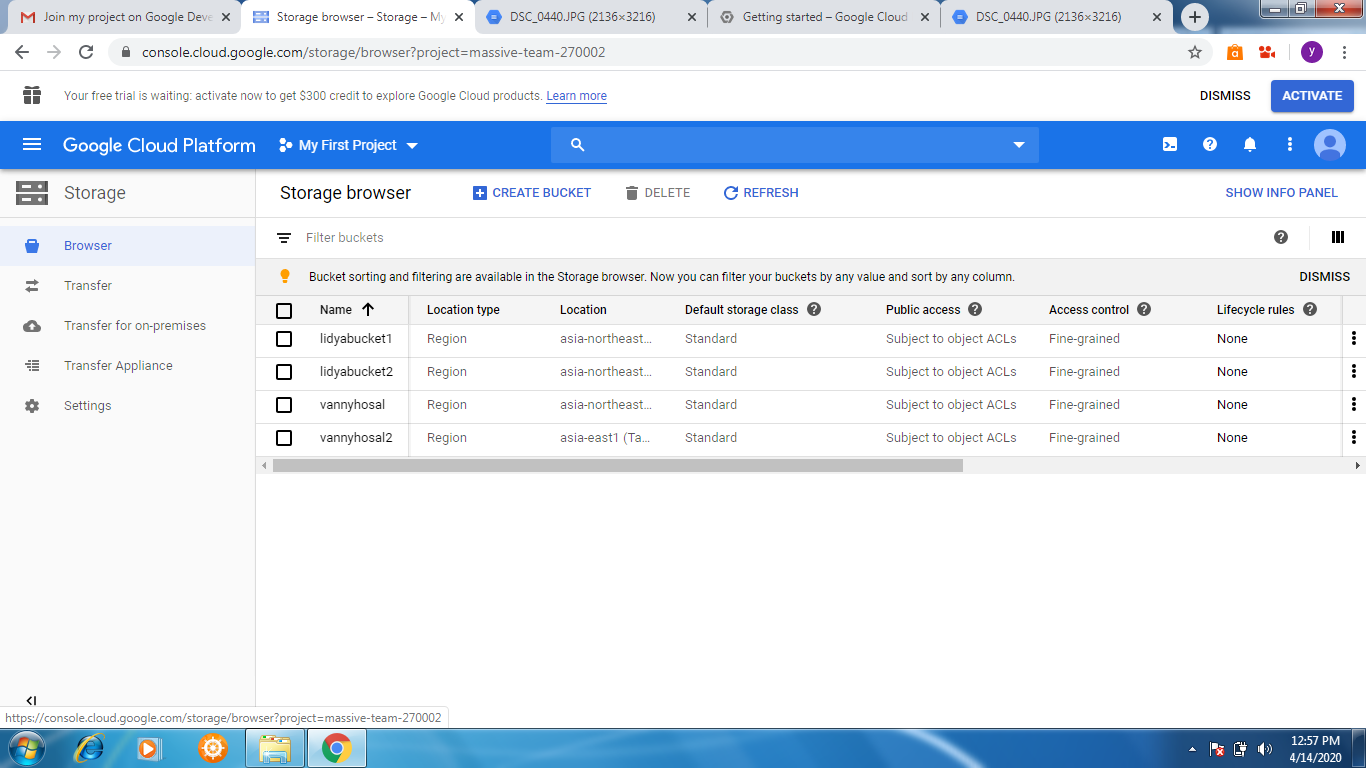 Join my project on Google Deve
Storage browser – Storage – My
DSC_0440.JPG (2136×3216)
Getting started – Google Cloud
DSC_0440.JPG (2136×3216)
console.cloud.google.com/storage/browser?project=massive-team-270002
a
y
Your free trial is waiting: activate now to get $300 credit to explore Google Cloud products. Learn more
DISMISS
ACTIVATE
Google Cloud Platform
My First Project
Storage
Storage browser
CREATE BUCKET
DELETE
REFRESH
SHOW INFO PANEL
Browser
Transfer
Transfer for on-premises
Transfer Appliance
Settings
Filter buckets
Bucket sorting and filtering are available in the Storage browser. Now you can filter your buckets by any value and sort by any column.
DISMISS
Name Location type Location Default storage class Public access Access control Lifecycle rules
lidyabucket1 Region asia-northeast... Standard Subject to object ACLs Fine-grained None
lidyabucket2 Region asia-northeast... Standard Subject to object ACLs Fine-grained None
vannyhosal Region asia-northeast... Standard Subject to object ACLs Fine-grained None
vannyhosal2 Region asia-east1 (Ta... Standard Subject to object ACLs Fine-grained None
https://console.cloud.google.com/storage/browser?project=massive-team-270002
12:57 PM
4/14/2020